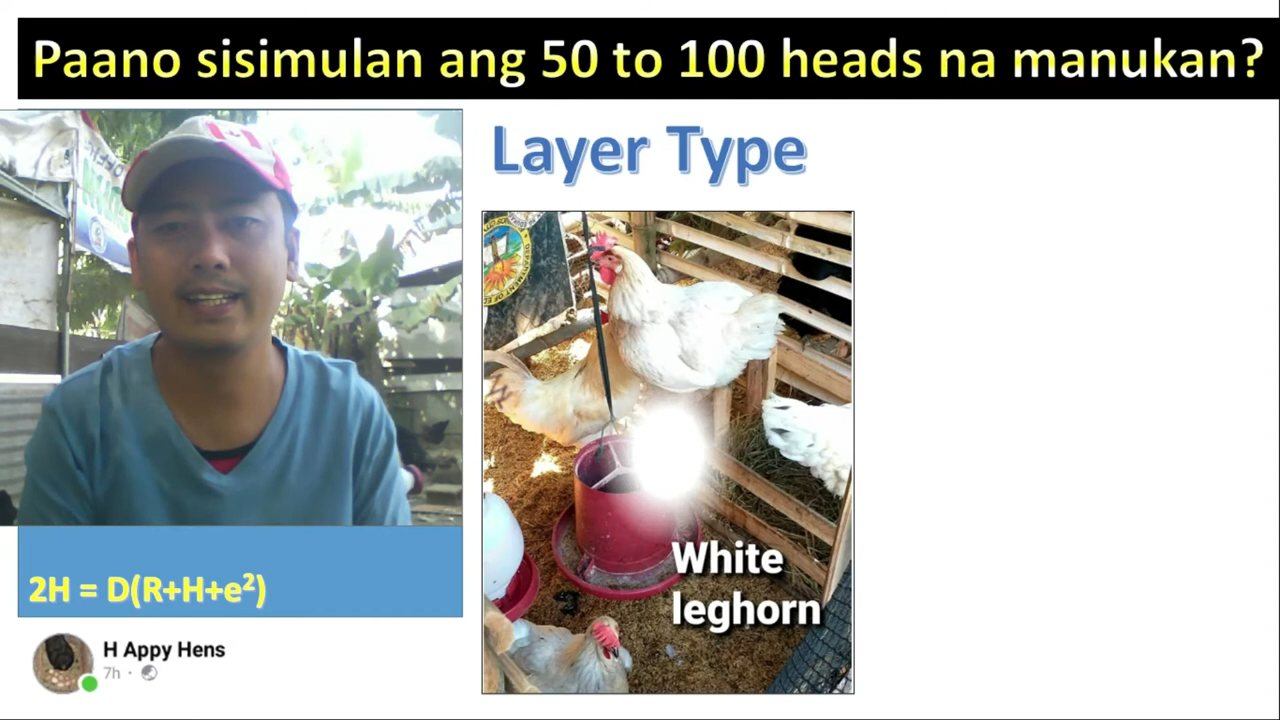 Paano sisimulan ang 50 to 100 heads na manukan?
Layer Type
White
leghorn
2H = D(R+H+e²)
H Appy Hens
7h ·